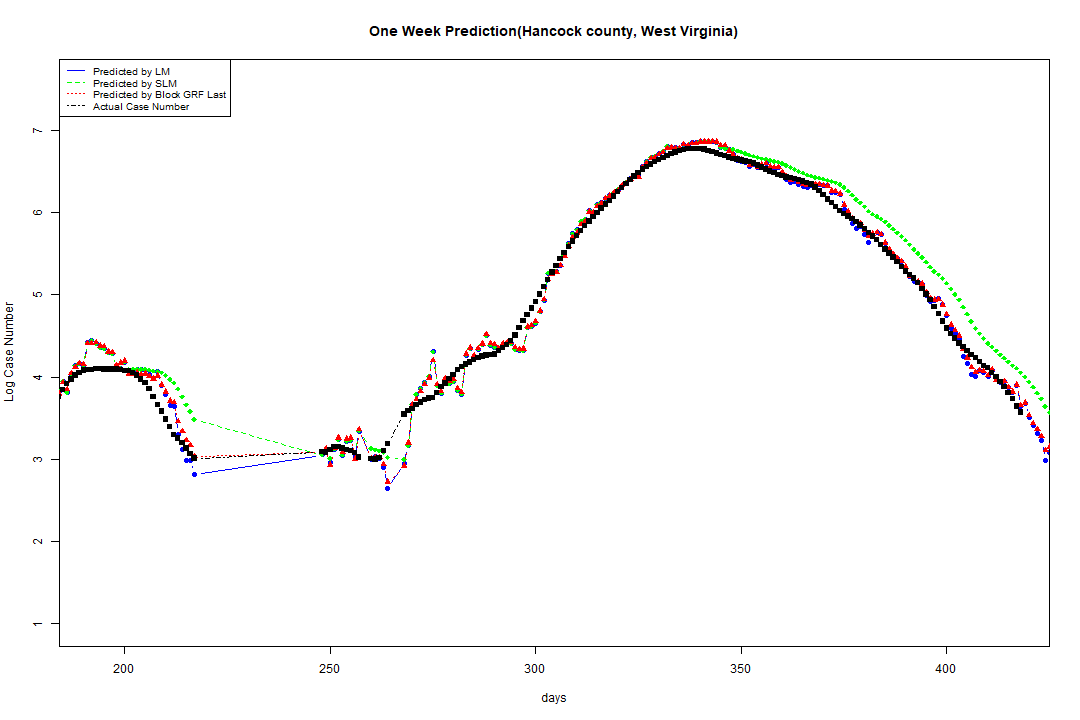 One Week Prediction(Hancock county, West Virginia)
Predicted by LM
Predicted by SLM
Predicted by Block GRF Last
Actual Case Number
7
6
5
4
3
2
1
Log Case Number
200 250 300 350 400
days